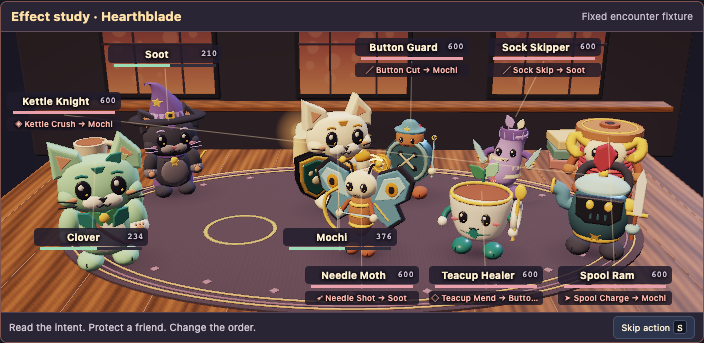 Effect study · Hearthblade
Fixed encounter fixture
Soot 210
Button Guard 600
Button Cut → Mochi
Sock Skipper 600
Sock Skip → Soot
Kettle Knight 600
Kettle Crush → Mochi
Clover 234
Mochi 376
Needle Moth 600
Needle Shot → Soot
Teacup Healer 600
Teacup Mend → Butto...
Spool Ram 600
Spool Charge → Mochi
Read the intent. Protect a friend. Change the order.
Skip action S